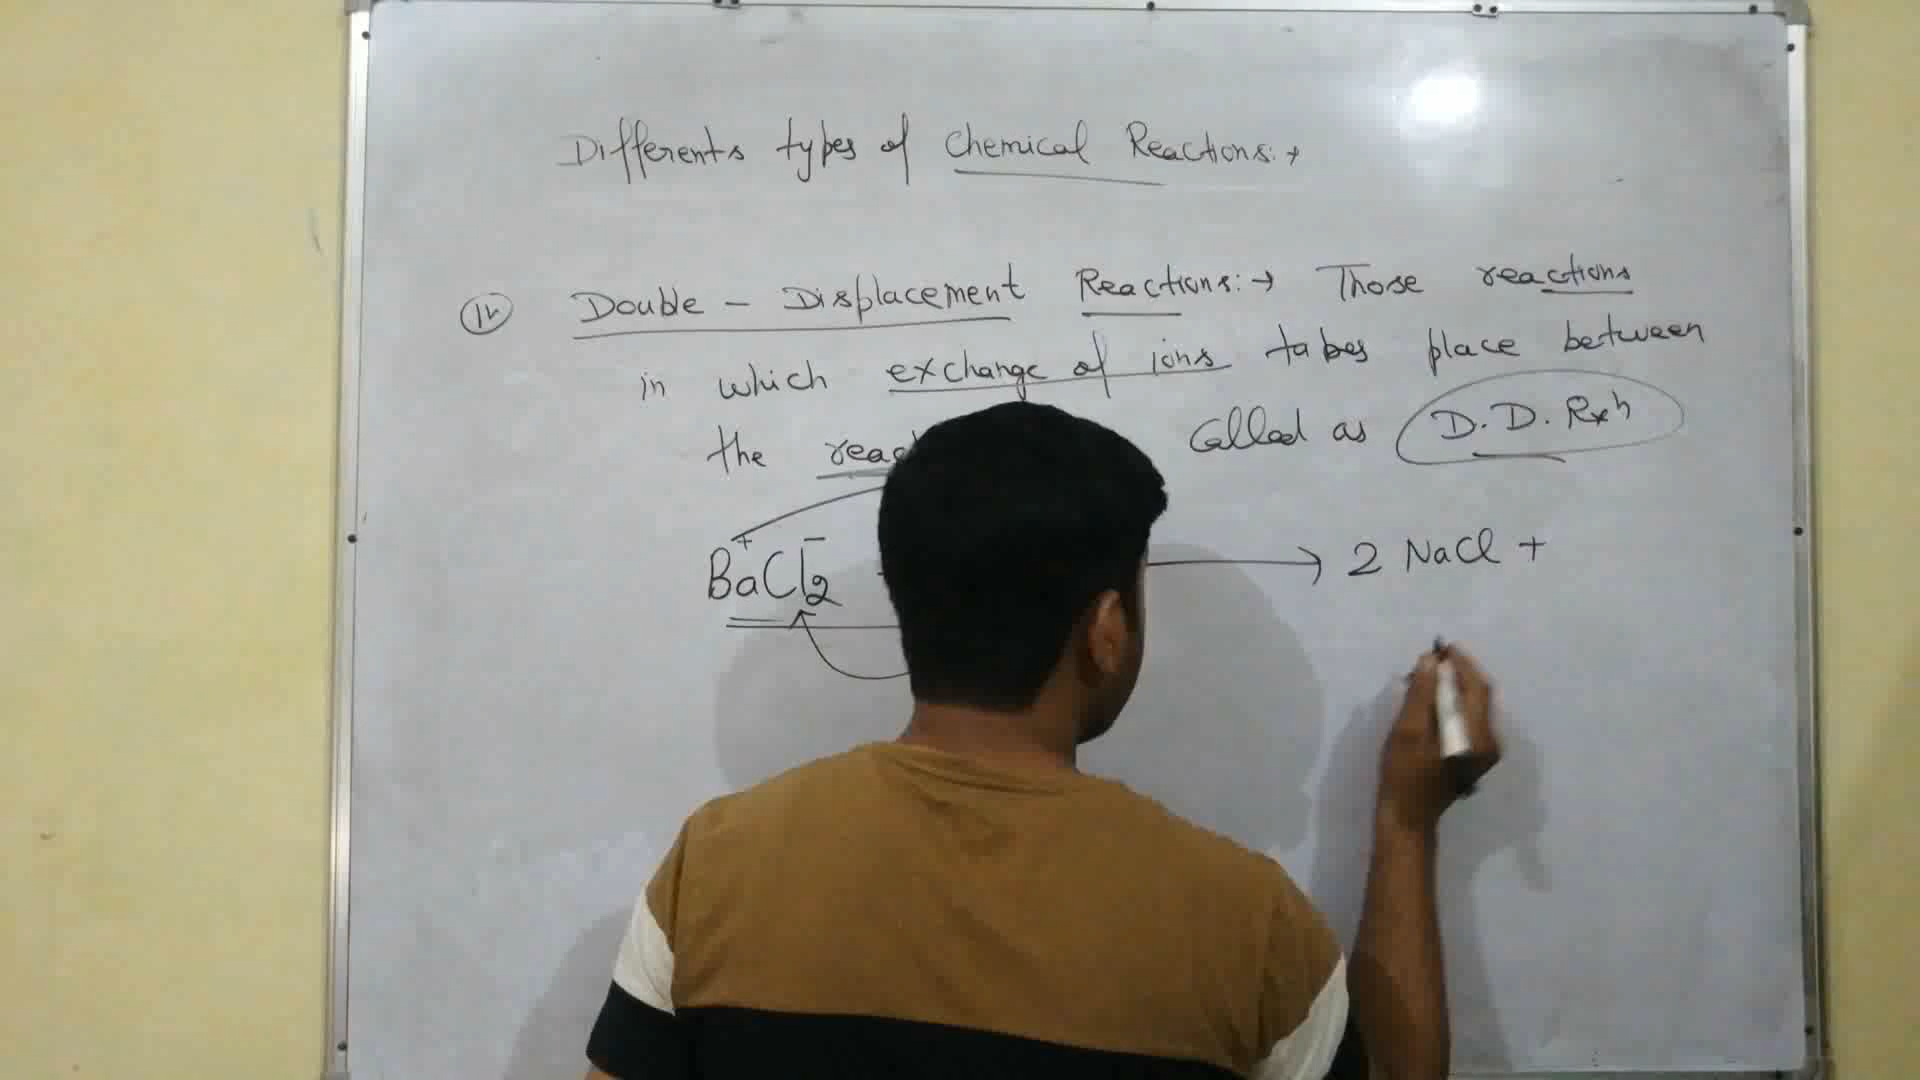 Differents types of Chemical Reactions:→
IV Double - Displacement Reactions:→ Those reactions
in which exchange of ions takes place between
the called as D.D. Rxn
BaCl2 → 2 NaCl +